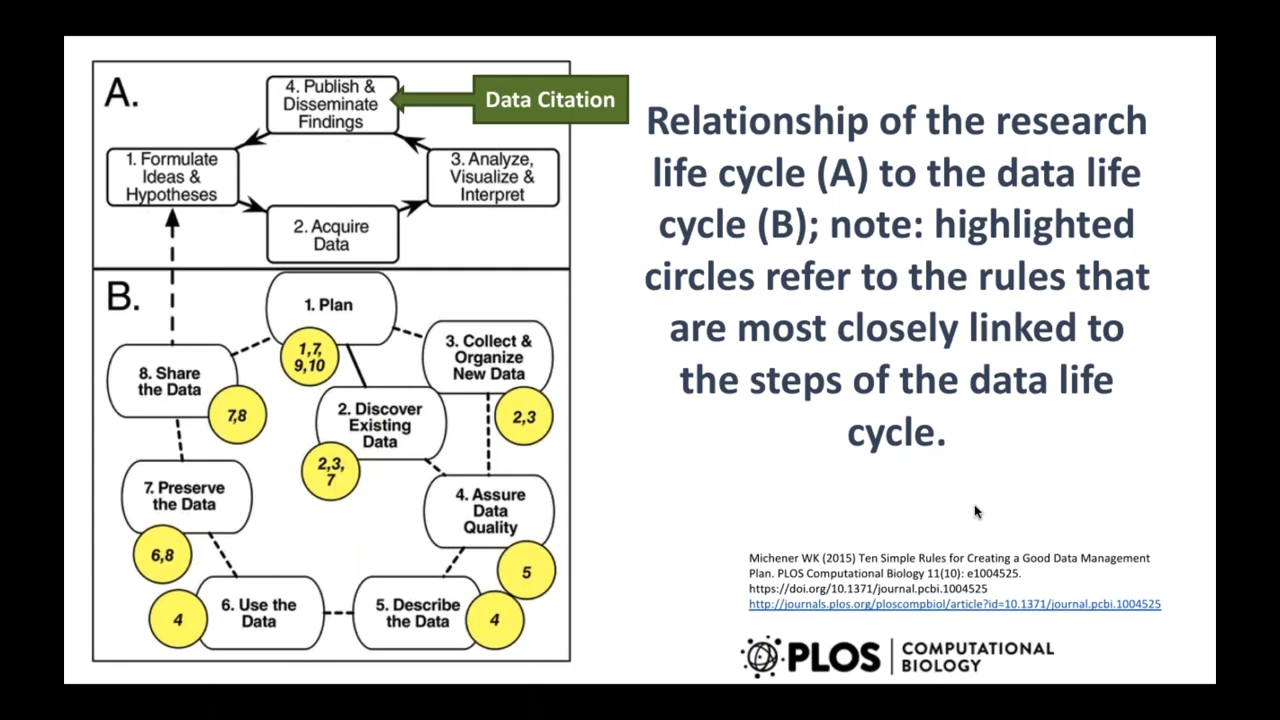 A.
4. Publish &
Disseminate
Findings
Data Citation
1. Formulate
Ideas &
Hypotheses
3. Analyze,
Visualize &
Interpret
2. Acquire
Data
B.
1. Plan
1,7,
9,10
3. Collect &
Organize
New Data
2,3
8. Share
the Data
7,8
2. Discover
Existing
Data
2,3,
7
7. Preserve
the Data
6,8
4. Assure
Data
Quality
5
6. Use the
Data
4
5. Describe
the Data
4
Relationship of the research
life cycle (A) to the data life
cycle (B); note: highlighted
circles refer to the rules that
are most closely linked to
the steps of the data life
cycle.
Michener WK (2015) Ten Simple Rules for Creating a Good Data Management
Plan. PLOS Computational Biology 11(10): e1004525.
https://doi.org/10.1371/journal.pcbi.1004525
http://journals.plos.org/ploscompbiol/article?id=10.1371/journal.pcbi.1004525
PLOS
COMPUTATIONAL
BIOLOGY